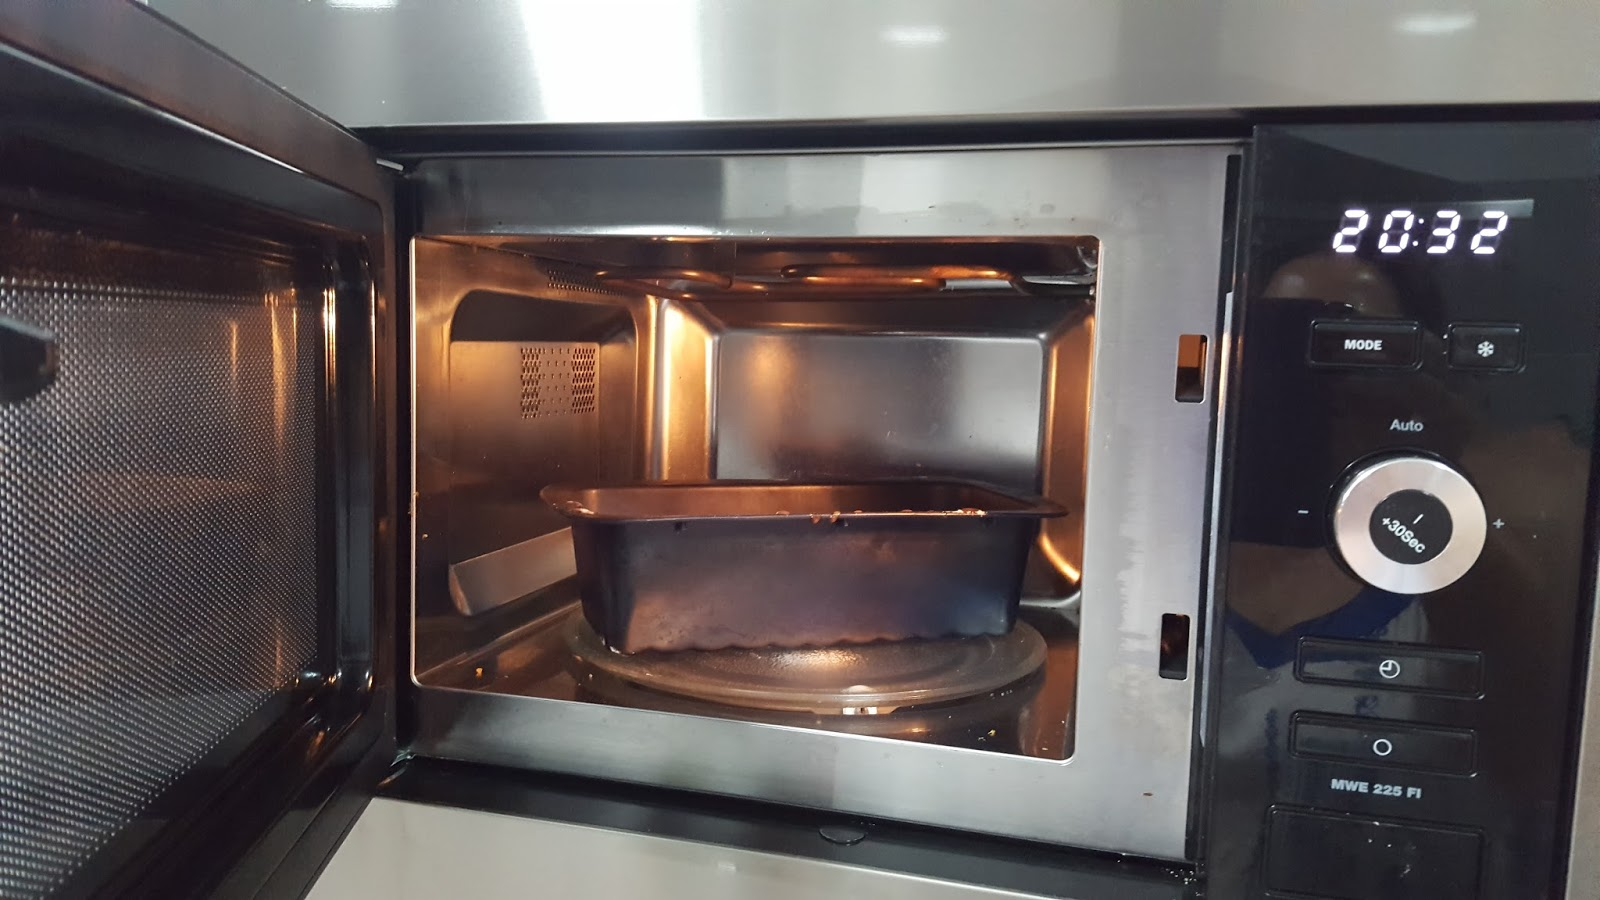 20:32
MODE
Auto
- +
+30Sec
MWE 225 FI